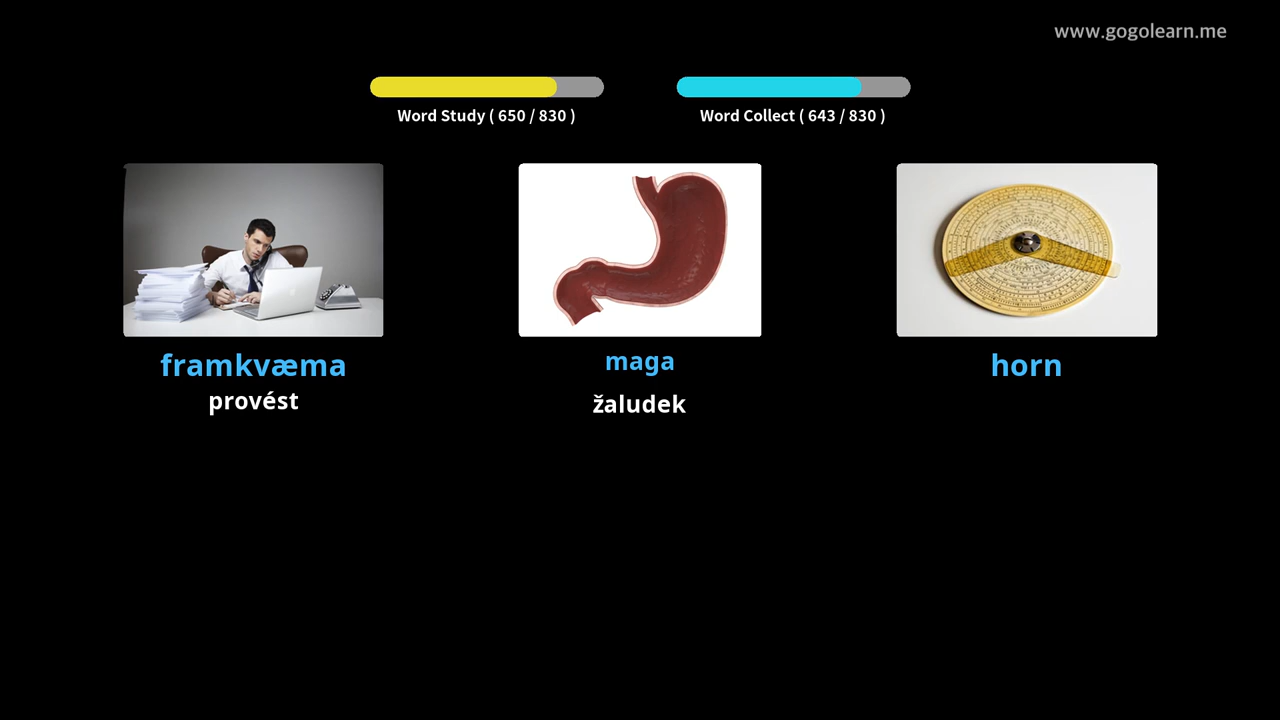 www.gogolearn.me
Word Study ( 650 / 830 )
Word Collect ( 643 / 830 )
framkvæma
provést
maga
žaludek
horn